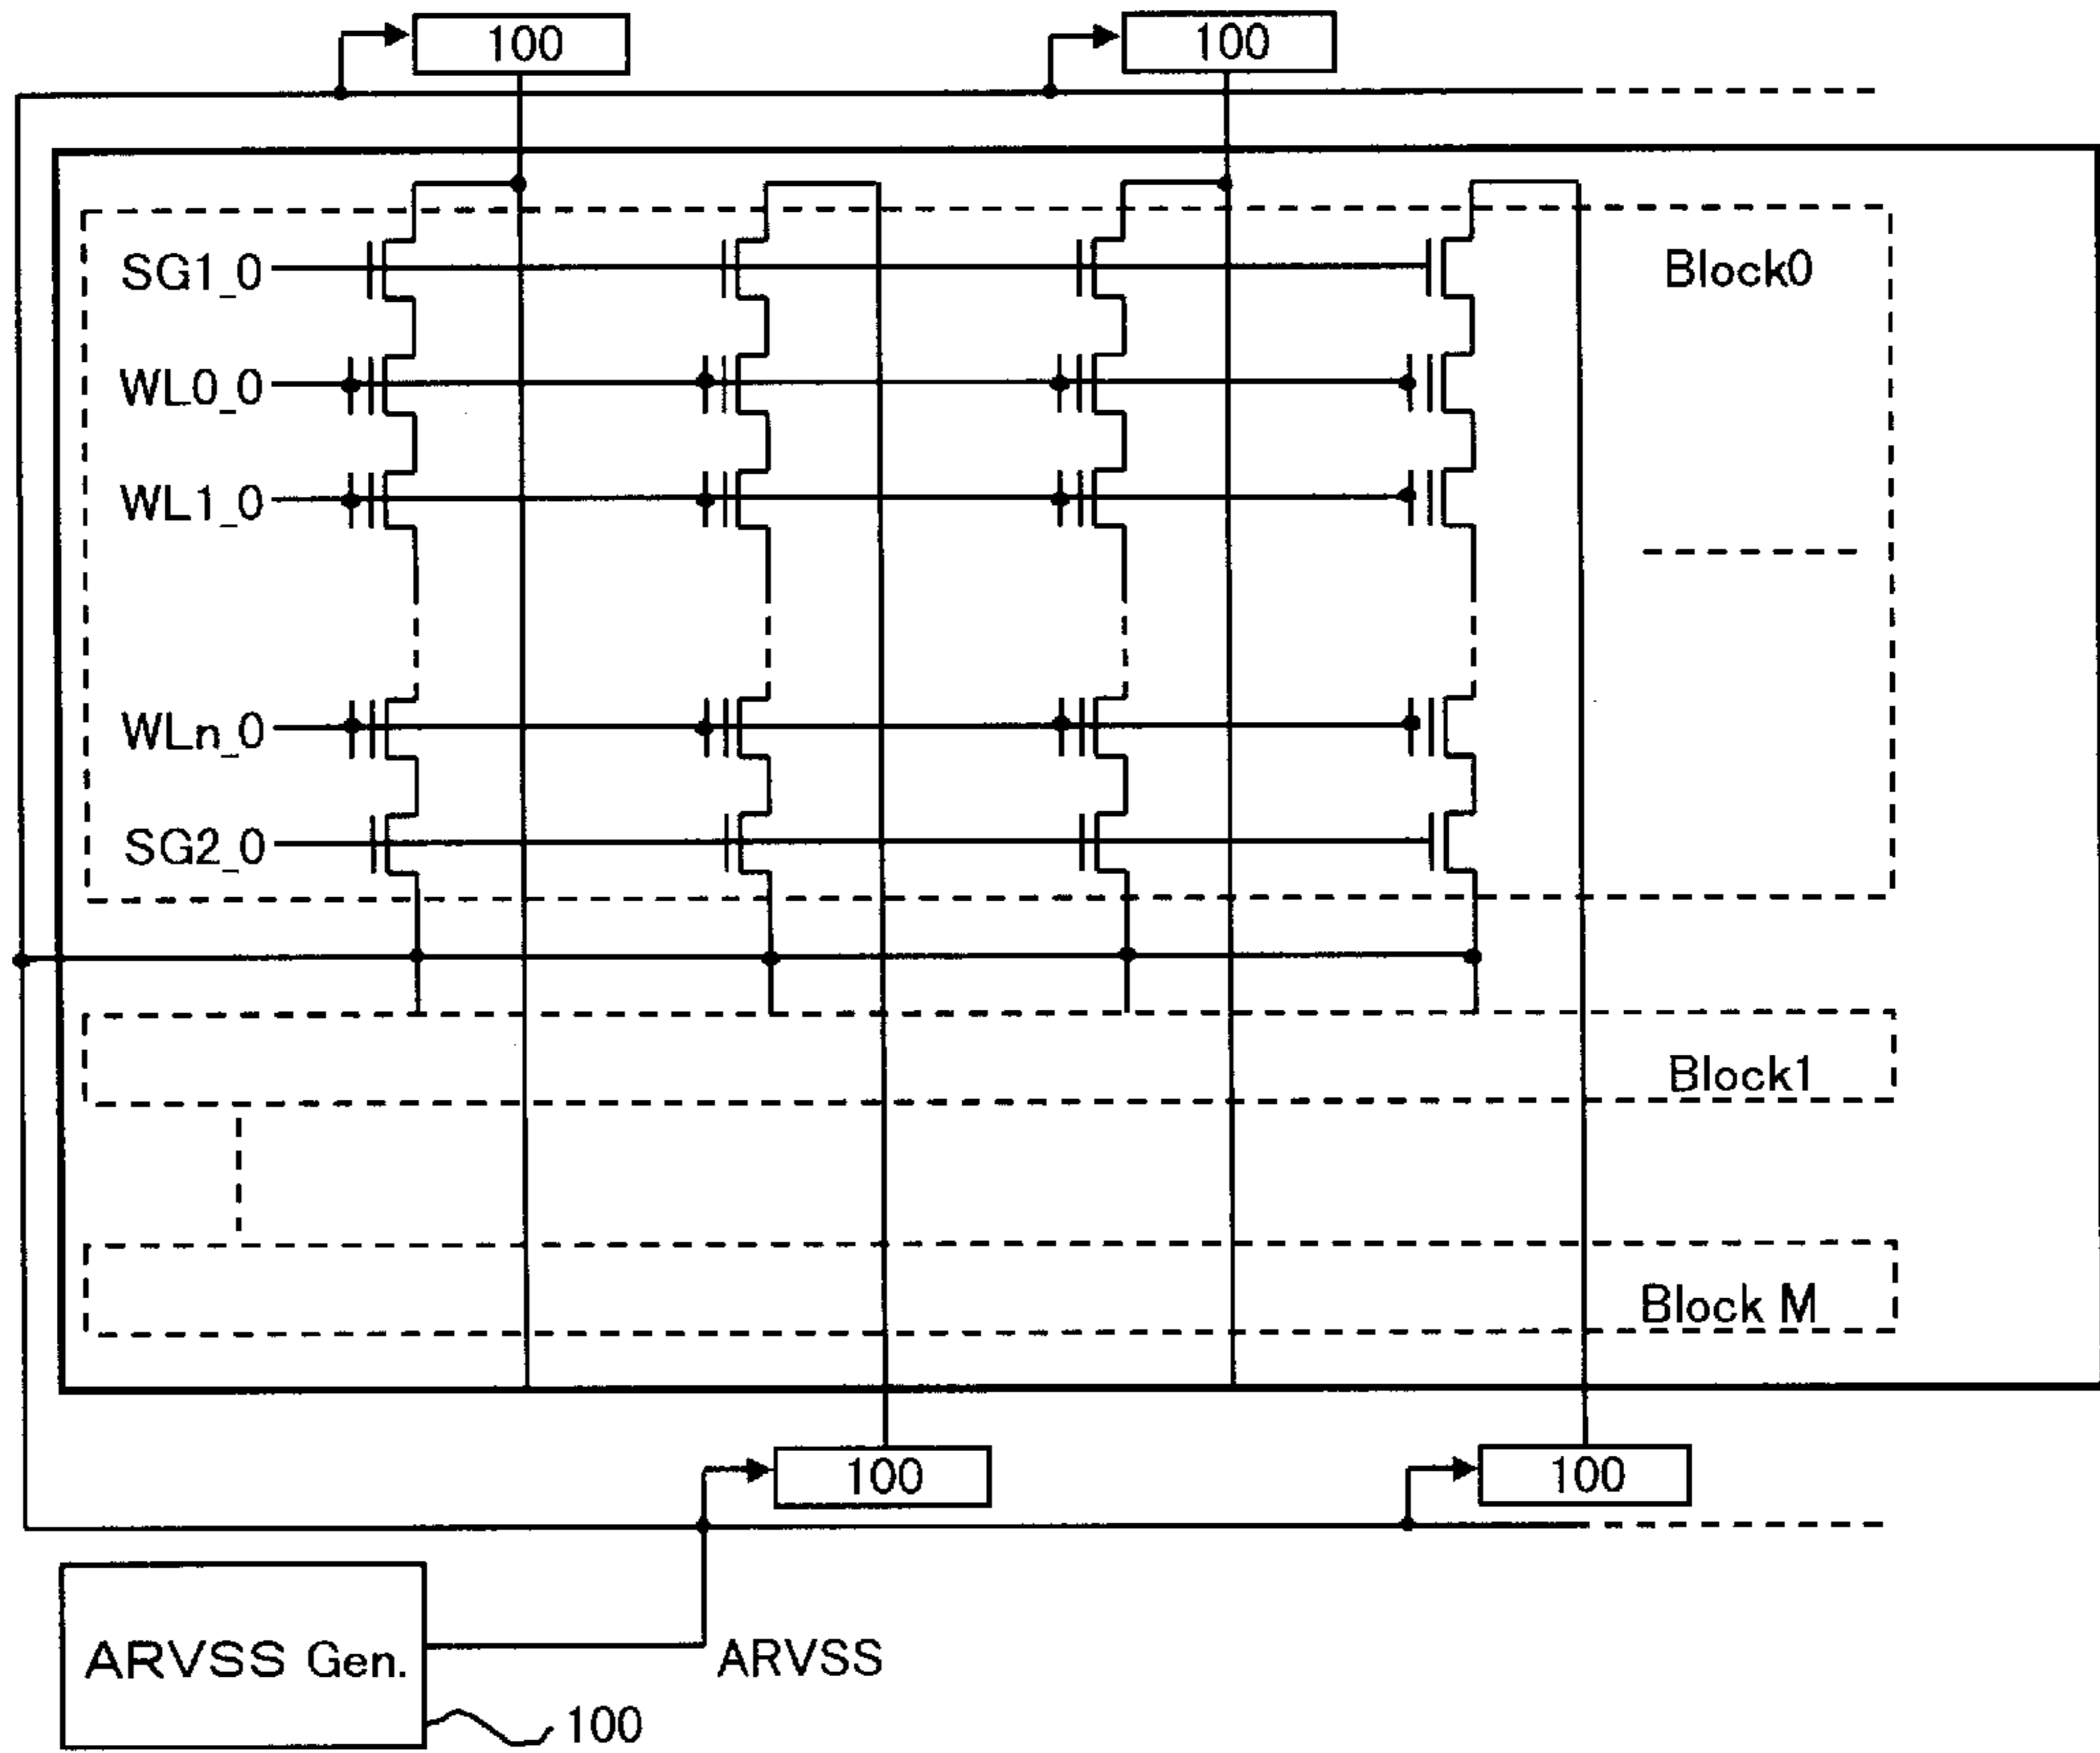 100
100
SG1_0
Block0
WL0_0
WL1_0
WLn_0
SG2_0
Block1
Block M
100
100
ARVSS Gen.
ARVSS
100